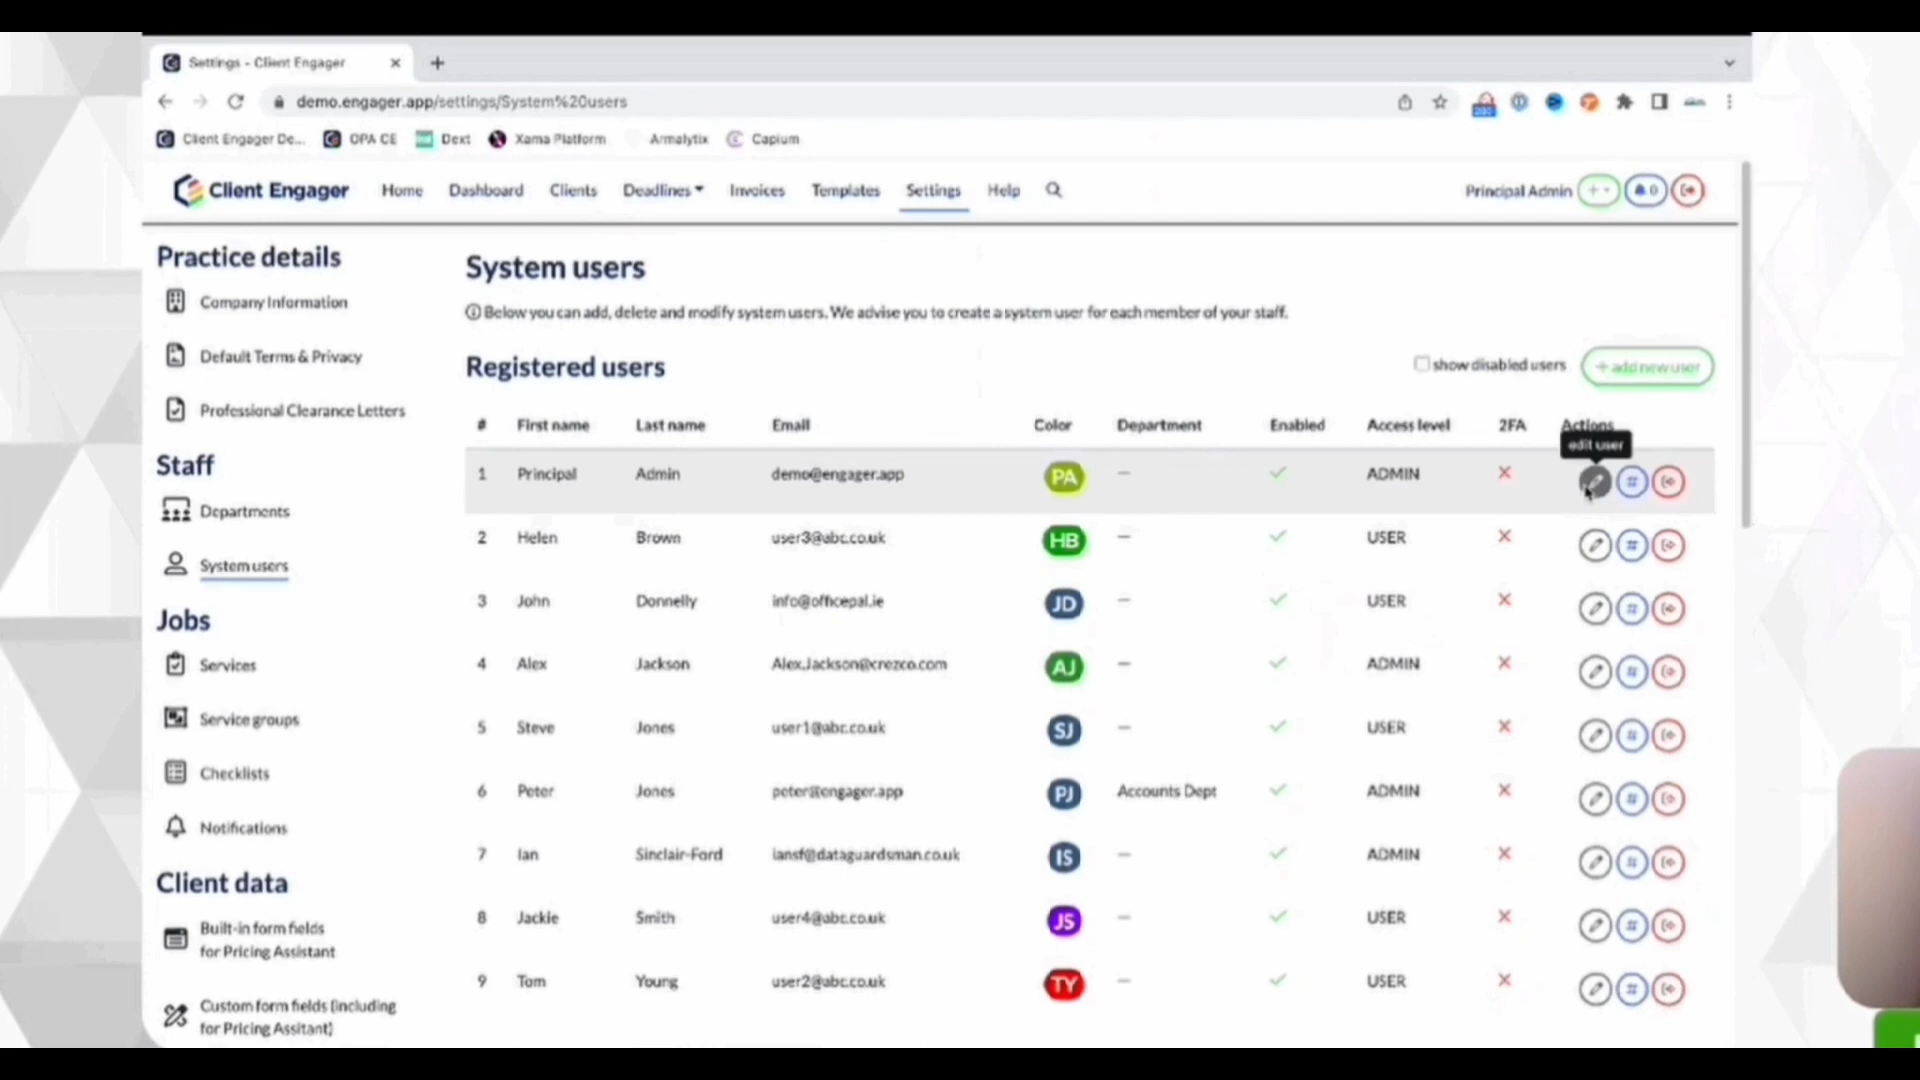 Settings - Client Engager
demo.engager.app/settings/System%20users
Client Engager De... OPA CE Dext Xama Platform Armalytix Capium
Client Engager Home Dashboard Clients Deadlines Invoices Templates Settings Help Principal Admin + 0
Practice details
Company Information
Default Terms & Privacy
Professional Clearance Letters
Staff
Departments
System users
Jobs
Services
Service groups
Checklists
Notifications
Client data
Built-in form fields
for Pricing Assistant
Custom form fields (including
for Pricing Assitant)
System users
Below you can add, delete and modify system users. We advise you to create a system user for each member of your staff.
Registered users show disabled users + add new user
# First name Last name Email Color Department Enabled Access level 2FA Actions
edit user
1 Principal Admin demo@engager.app PA — ADMIN
2 Helen Brown user3@abc.co.uk HB — USER
3 John Donnelly info@officepal.ie JD — USER
4 Alex Jackson Alex.Jackson@crezco.com AJ — ADMIN
5 Steve Jones user1@abc.co.uk SJ — USER
6 Peter Jones peter@engager.app PJ Accounts Dept ADMIN
7 Ian Sinclair-Ford iansf@dataguardsman.co.uk IS — ADMIN
8 Jackie Smith user4@abc.co.uk JS — USER
9 Tom Young user2@abc.co.uk TY — USER